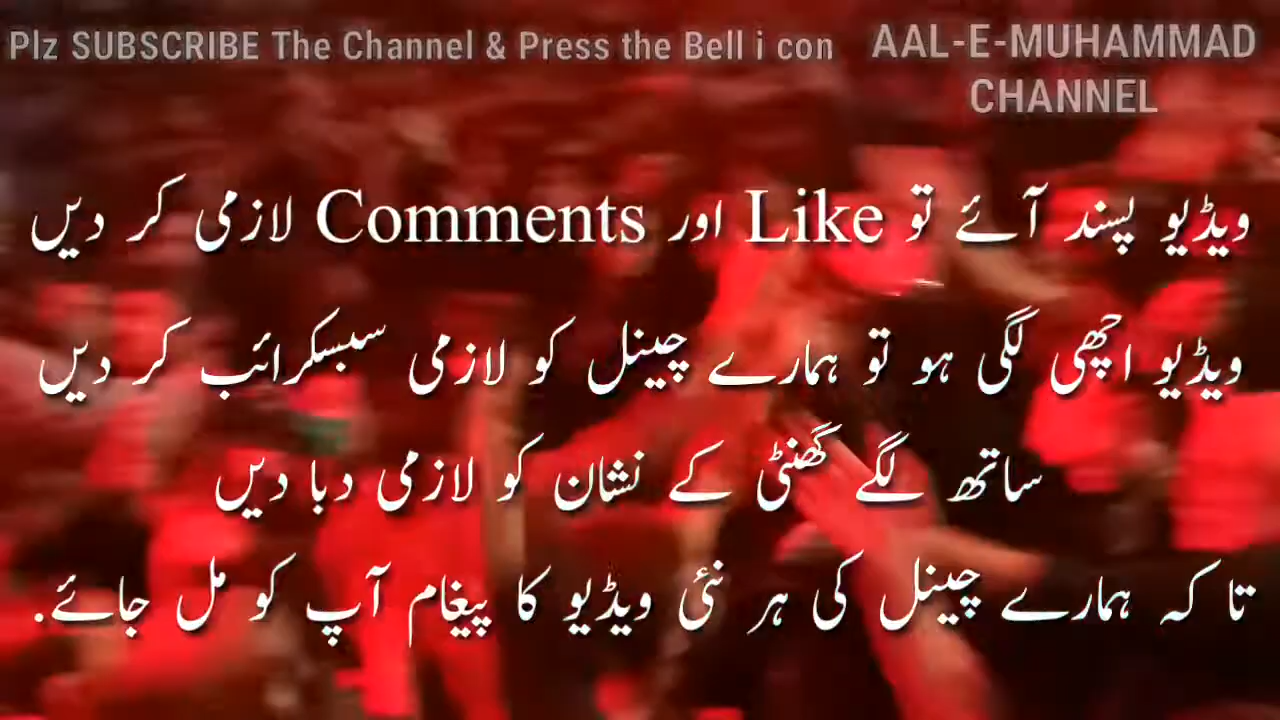 Plz SUBSCRIBE The Channel & Press the Bell i con
AAL-E-MUHAMMAD
CHANNEL
ویڈیو پسند آئے تو Like اور Comments لازمی کر دیں
ویڈیو اچھی لگی ہو تو ہمارے چینل کو لازمی سبسکرائب کر دیں
ساتھ لگے گھنٹی کے نشان کو لازمی دبا دیں
تا کہ ہمارے چینل کی ہر نئی ویڈیو کا پیغام آپ کو مل جائے.